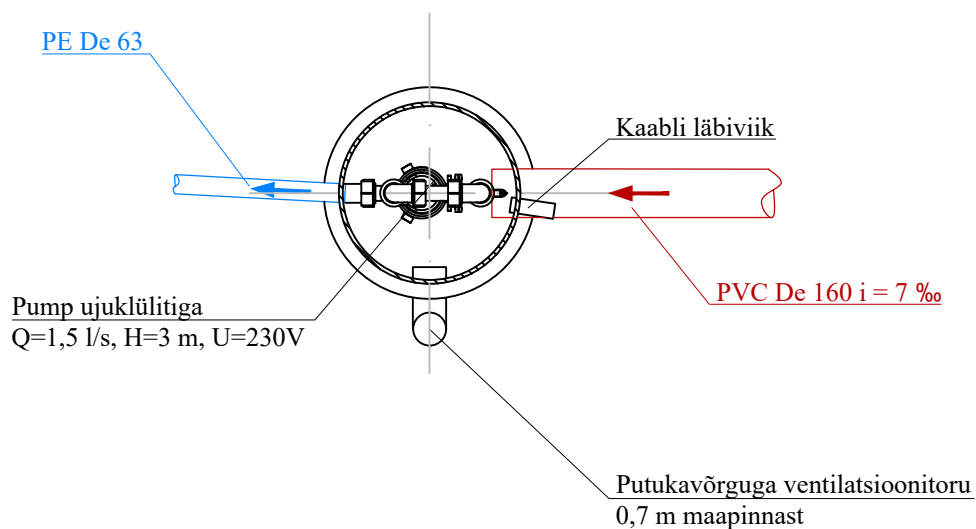 PE De 63
Kaabli läbiviik
PVC De 160 i = 7 ‰
Pump ujuklülitiga
Q=1,5 l/s, H=3 m, U=230V
Putukavõrguga ventilatsioonitoru
0,7 m maapinnast